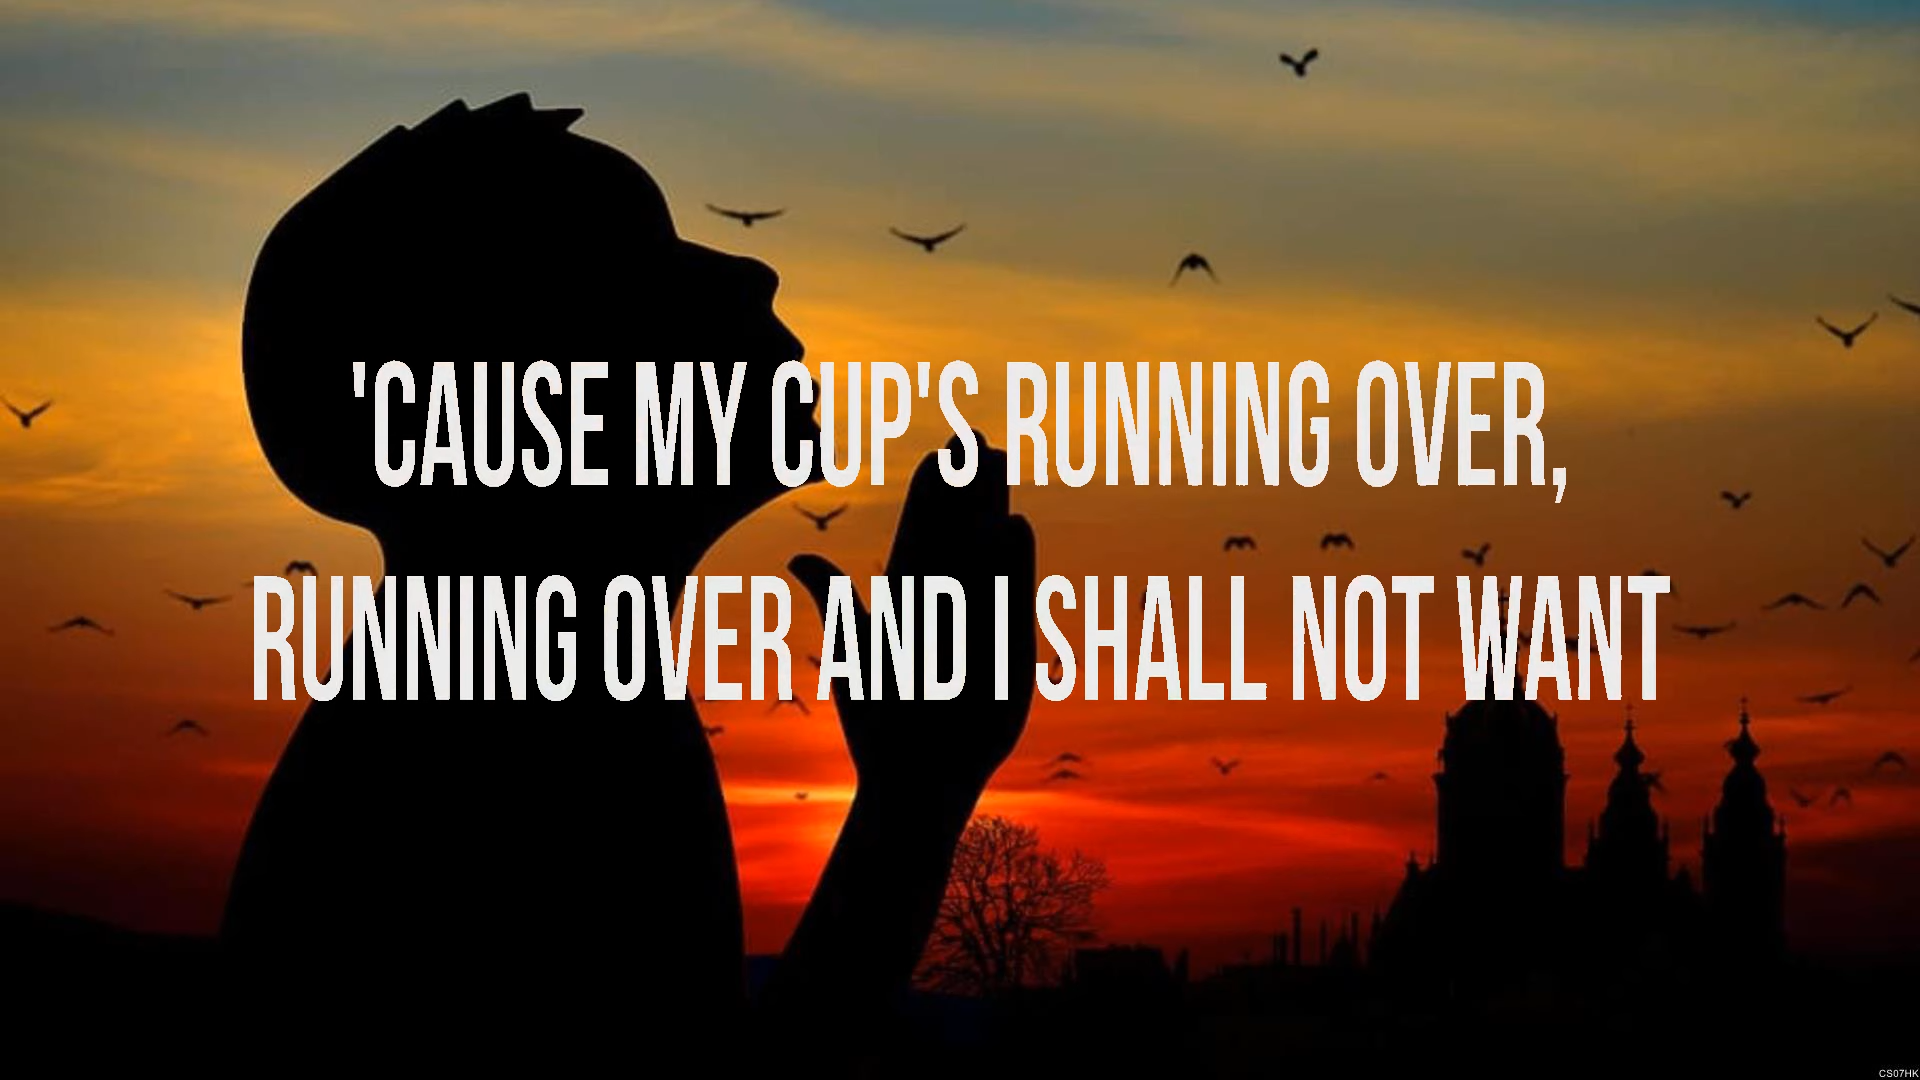 'CAUSE MY CUP'S RUNNING OVER,
RUNNING OVER AND I SHALL NOT WANT
CS07HK